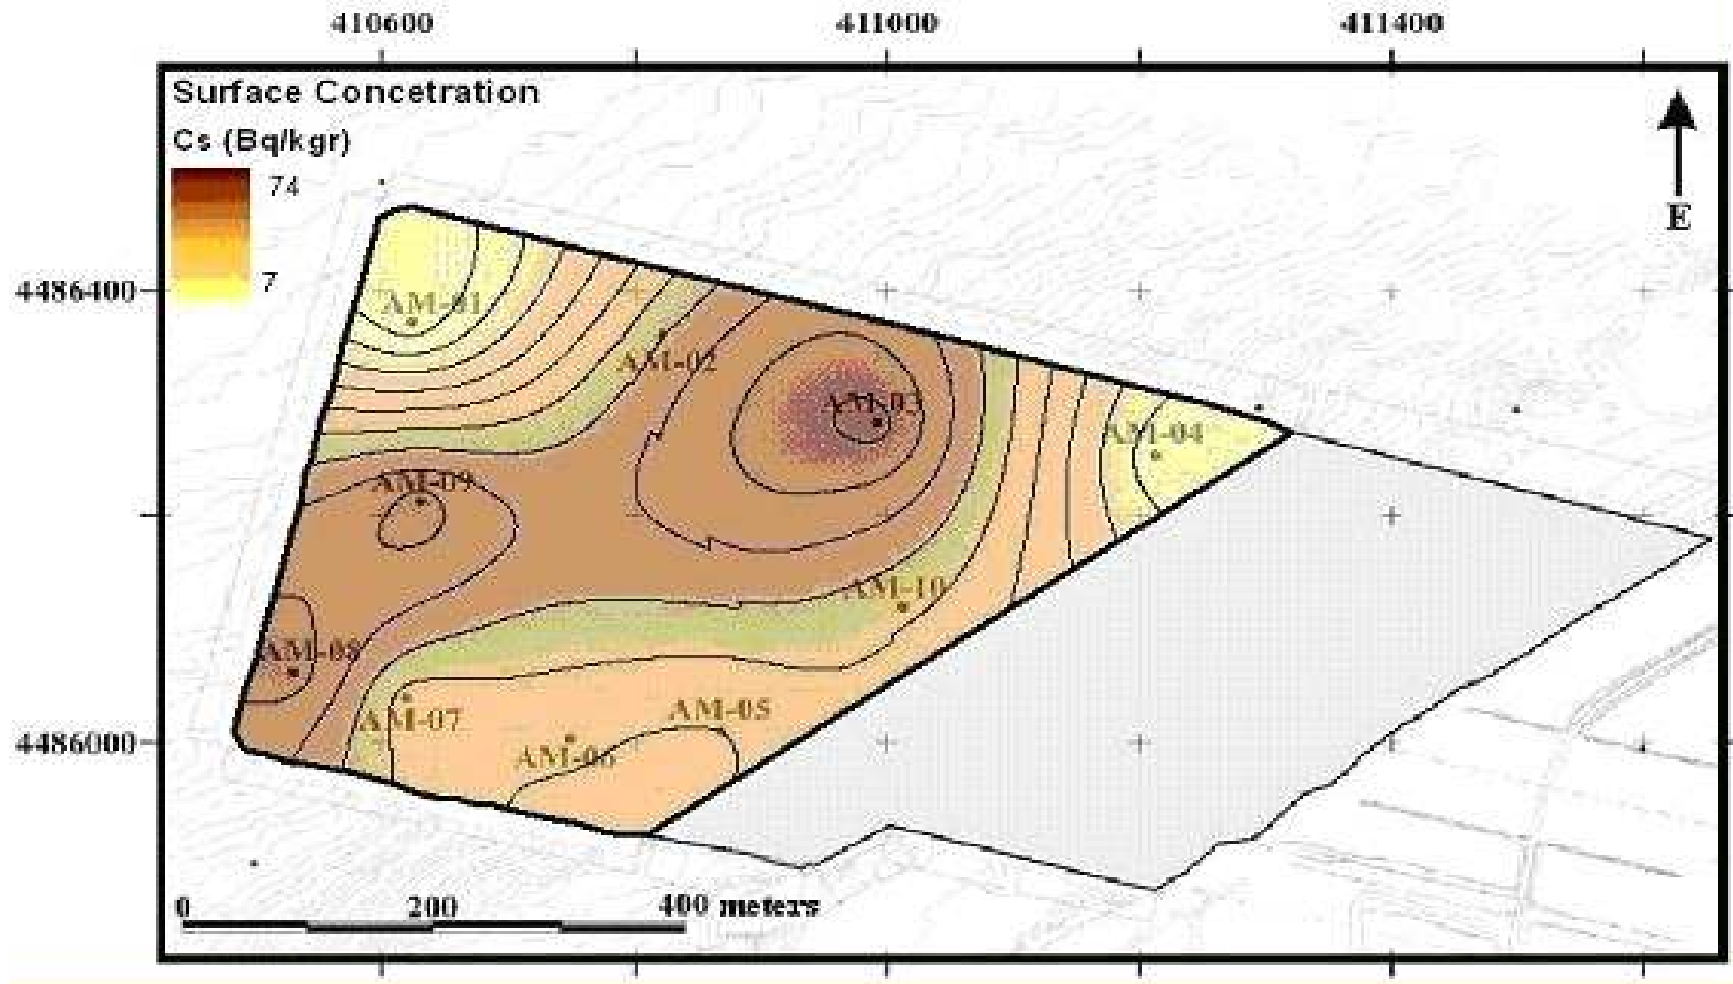 410600 411000 411400
Surface Concetration
Cs (Bq/kgr)
74
7
E
4486400
AM-01
AM-02
AM-03
AM-04
AM-09
AM-10
AM-08
AM-07
AM-05
AM-06
4486000
0 200 400 meters